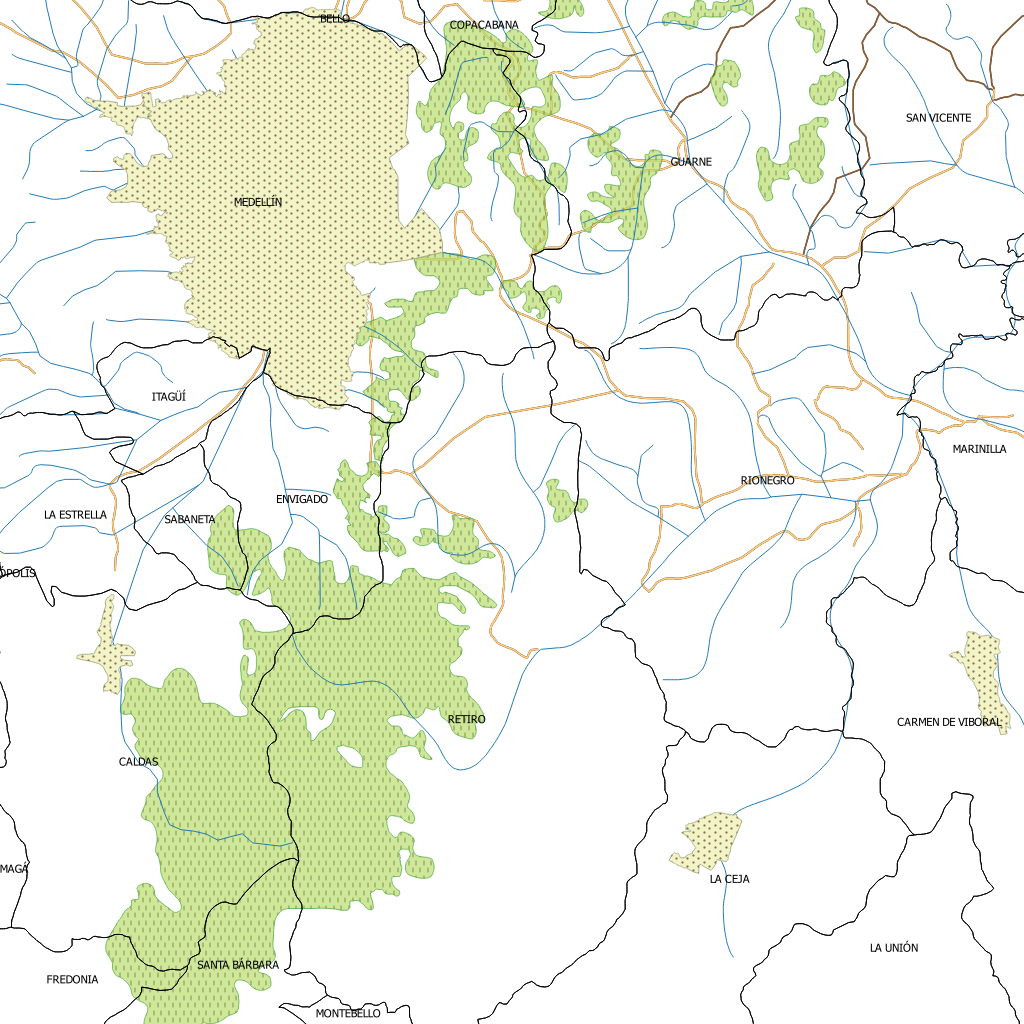 BELLO
COPACABANA
SAN VICENTE
GUARNE
MEDELLÍN
ITAGÜÍ
MARINILLA
RIONEGRO
ENVIGADO
LA ESTRELLA
SABANETA
ÓPOLIS
RETIRO
CARMEN DE VIBORAL
CALDAS
MAGÁ
LA CEJA
LA UNIÓN
SANTA BÁRBARA
FREDONIA
MONTEBELLO